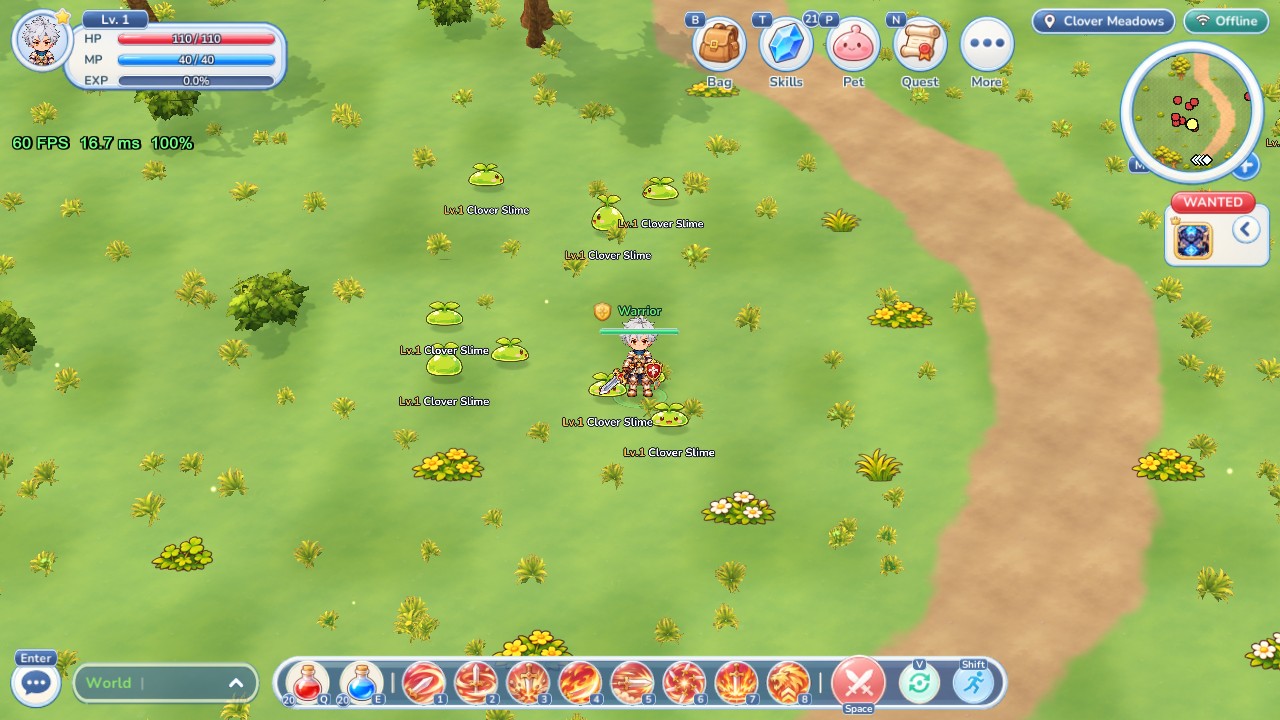 Lv. 1
HP 110 / 110
MP 40 / 40
EXP 0.0%
60 FPS 16.7 ms 100%
B T 21 P N
Bag Skills Pet Quest More
Clover Meadows
Offline
M
Lv.
WANTED
Lv.1 Clover Slime
Lv.1 Clover Slime
Lv.1 Clover Slime
Warrior
Lv.1 Clover Slime
Lv.1 Clover Slime
Lv.1 Clover Slime
Lv.1 Clover Slime
Enter
World
20 Q 20 E 1 2 3 4 5 6 7 8
Space
V
Shift